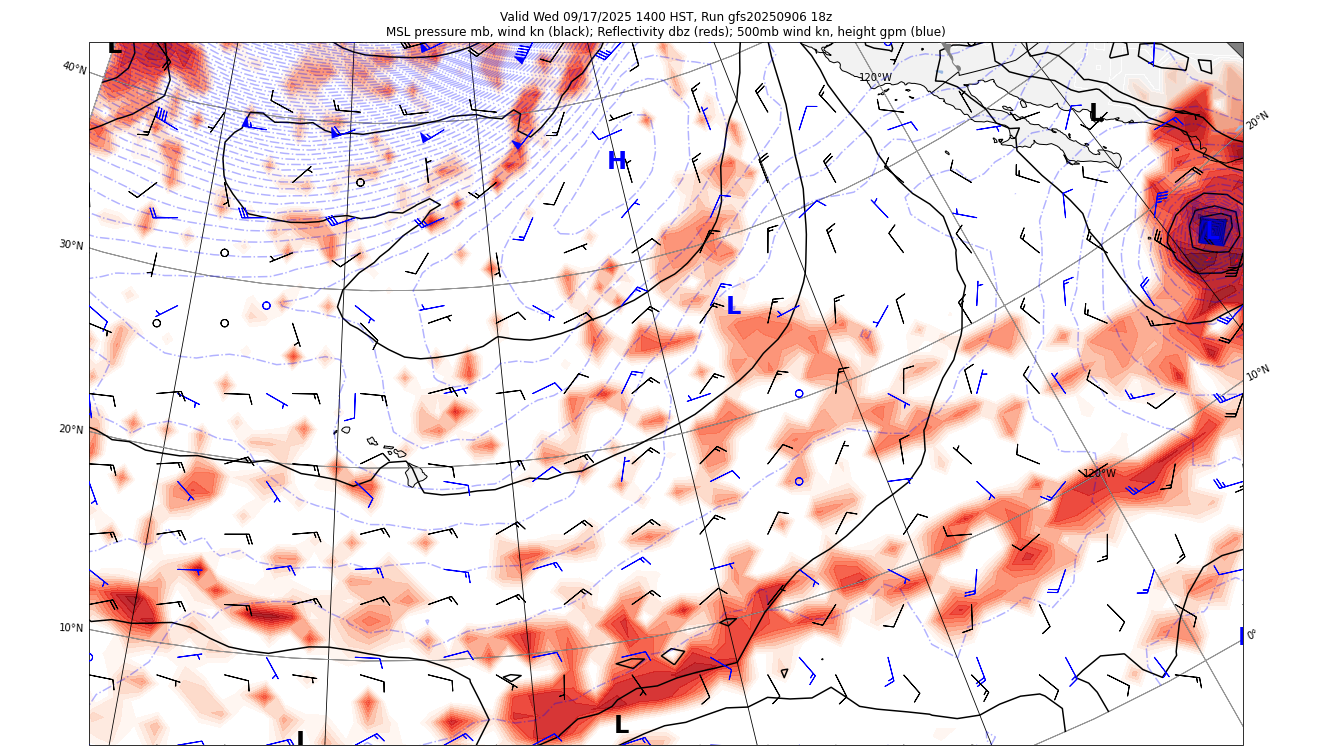 Valid Wed 09/17/2025 1400 HST, Run gfs20250906 18z
MSL pressure mb, wind kn (black); Reflectivity dbz (reds); 500mb wind kn, height gpm (blue)
L
40°N
120°W
L
20°N
H
L
30°N
L
10°N
20°N
120°W
10°N
0°
L
L